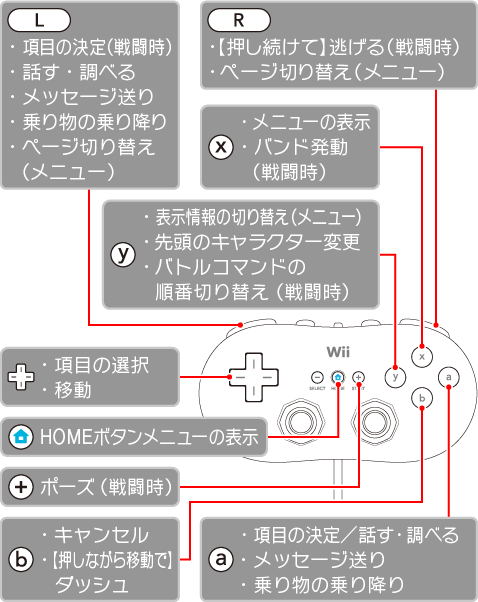 L
・項目の決定(戦闘時)
・話す・調べる
・メッセージ送り
・乗り物の乗り降り
・ページ切り替え
(メニュー)
R
・【押し続けて】逃げる(戦闘時)
・ページ切り替え(メニュー)
x
・メニューの表示
・バンド発動
(戦闘時)
y
・表示情報の切り替え(メニュー)
・先頭のキャラクター変更
・バトルコマンドの
順番切り替え(戦闘時)
・項目の選択
・移動
HOMEボタンメニューの表示
+
ポーズ(戦闘時)
b
・キャンセル
・【押しながら移動で】
ダッシュ
a
・項目の決定／話す・調べる
・メッセージ送り
・乗り物の乗り降り
Wii
SELECT HOME START
x
y
a
b